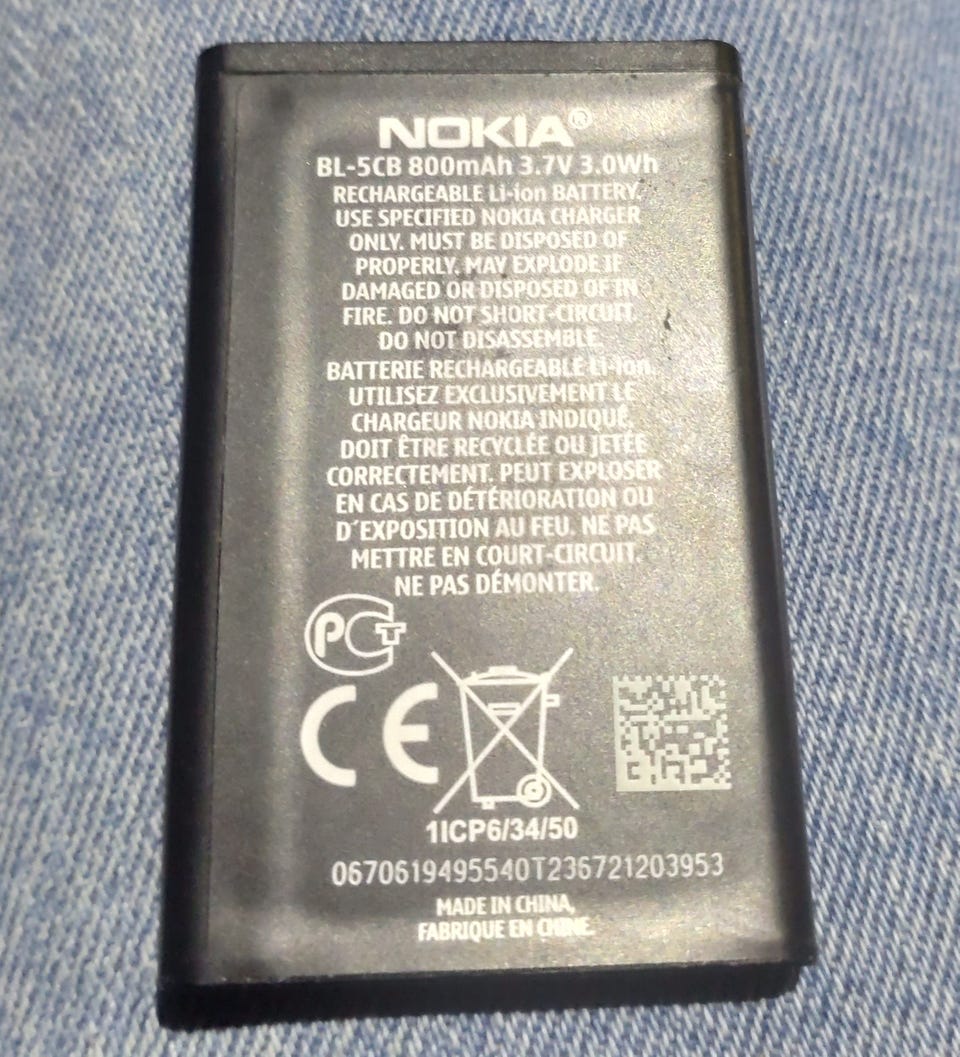 NOKIA®
BL-5CB 800mAh 3.7V 3.0Wh
RECHARGEABLE Li-ion BATTERY.
USE SPECIFIED NOKIA CHARGER
ONLY. MUST BE DISPOSED OF
PROPERLY. MAY EXPLODE IF
DAMAGED OR DISPOSED OF IN
FIRE. DO NOT SHORT-CIRCUIT.
DO NOT DISASSEMBLE.
BATTERIE RECHARGEABLE Li-ion.
UTILISEZ EXCLUSIVEMENT LE
CHARGEUR NOKIA INDIQUÉ,
DOIT ÊTRE RECYCLÉE OU JETÉE
CORRECTEMENT. PEUT EXPLOSER
EN CAS DE DÉTÉRIORATION OU
D´EXPOSITION AU FEU. NE PAS
METTRE EN COURT-CIRCUIT.
NE PAS DÉMONTER.
РСТ
CE
1ICP6/34/50
0670619495540T236721203953
MADE IN CHINA,
FABRIQUE EN CHINE.